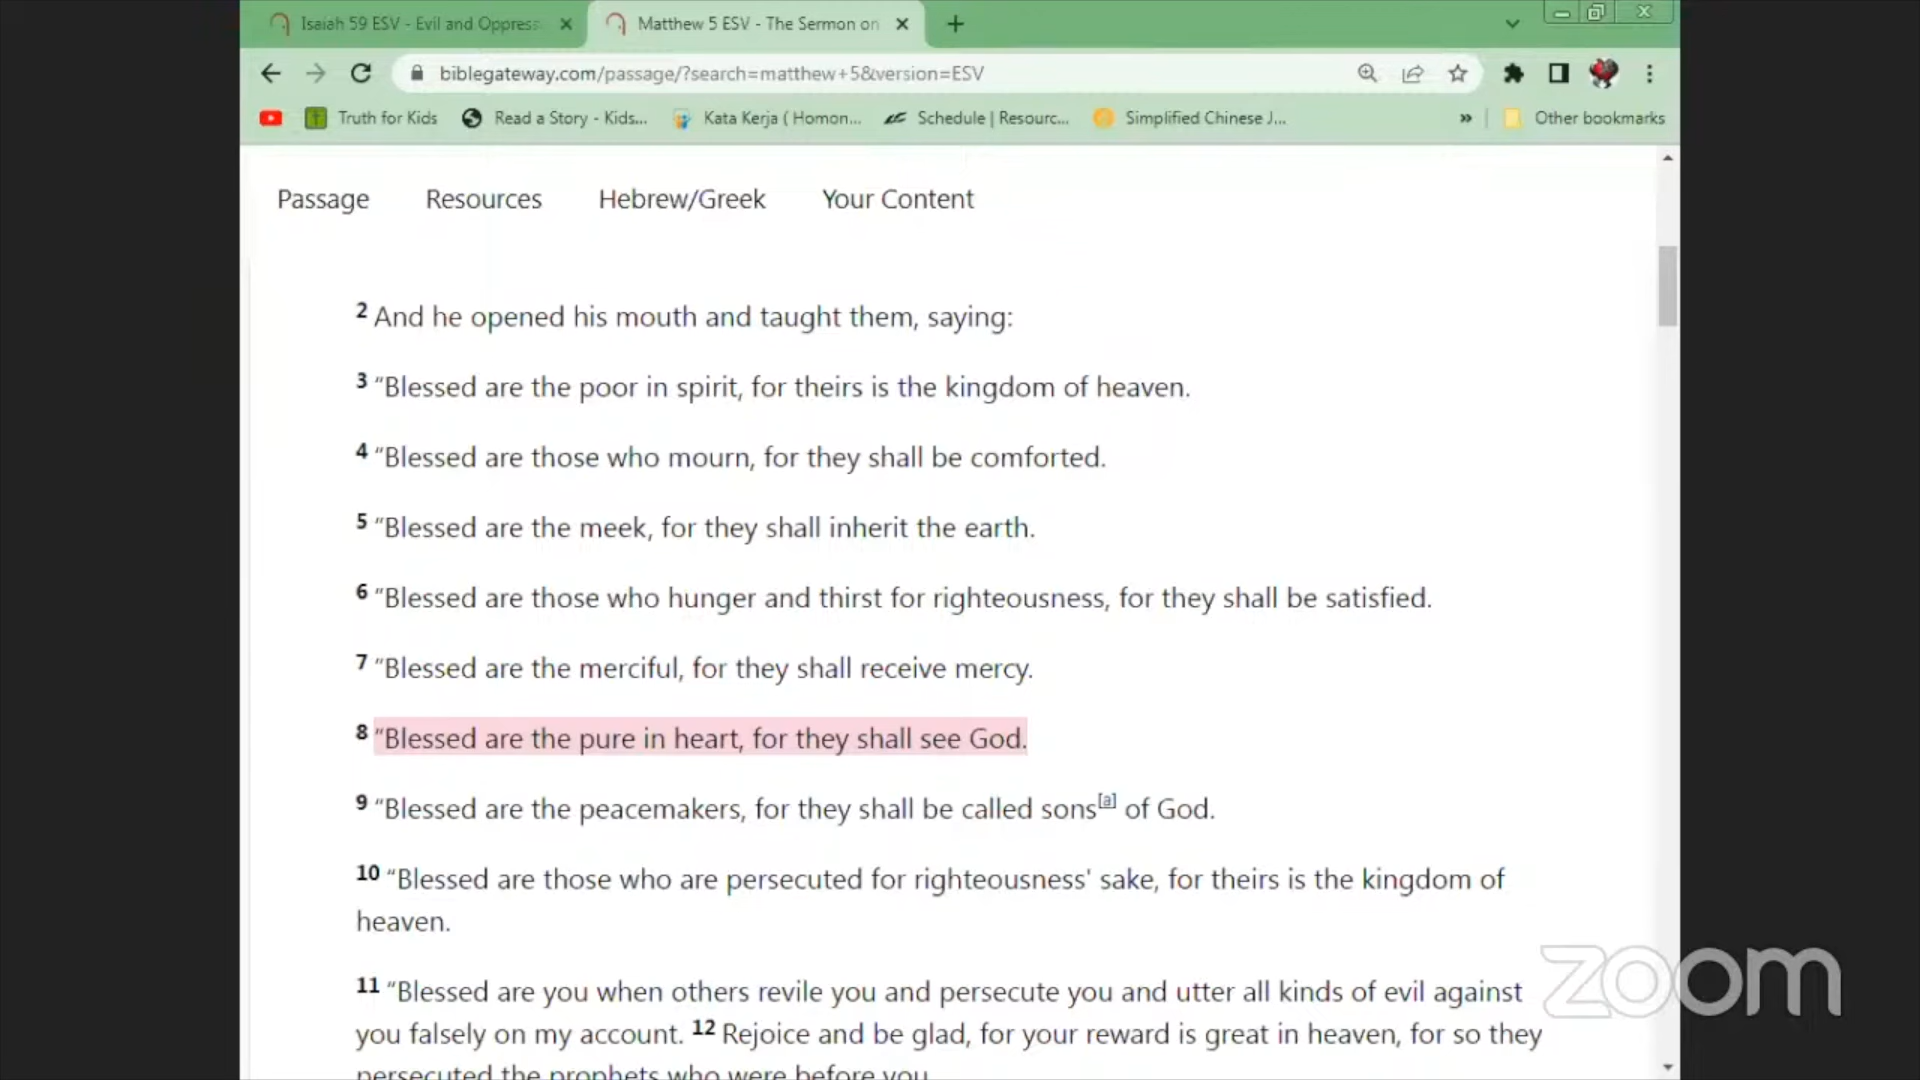 Isaiah 59 ESV - Evil and Oppress
Matthew 5 ESV - The Sermon on
biblegateway.com/passage/?search=matthew+5&version=ESV
Truth for Kids
Read a Story - Kids...
Kata Kerja ( Homon...
Schedule | Resourc...
Simplified Chinese J...
»
Other bookmarks
Passage Resources Hebrew/Greek Your Content
2 And he opened his mouth and taught them, saying:
3 “Blessed are the poor in spirit, for theirs is the kingdom of heaven.
4 “Blessed are those who mourn, for they shall be comforted.
5 “Blessed are the meek, for they shall inherit the earth.
6 “Blessed are those who hunger and thirst for righteousness, for they shall be satisfied.
7 “Blessed are the merciful, for they shall receive mercy.
8 “Blessed are the pure in heart, for they shall see God.
9 “Blessed are the peacemakers, for they shall be called sons[a] of God.
10 “Blessed are those who are persecuted for righteousness' sake, for theirs is the kingdom of
heaven.
11 “Blessed are you when others revile you and persecute you and utter all kinds of evil against
you falsely on my account. 12 Rejoice and be glad, for your reward is great in heaven, for so they
persecuted the prophets who were before you
zoom